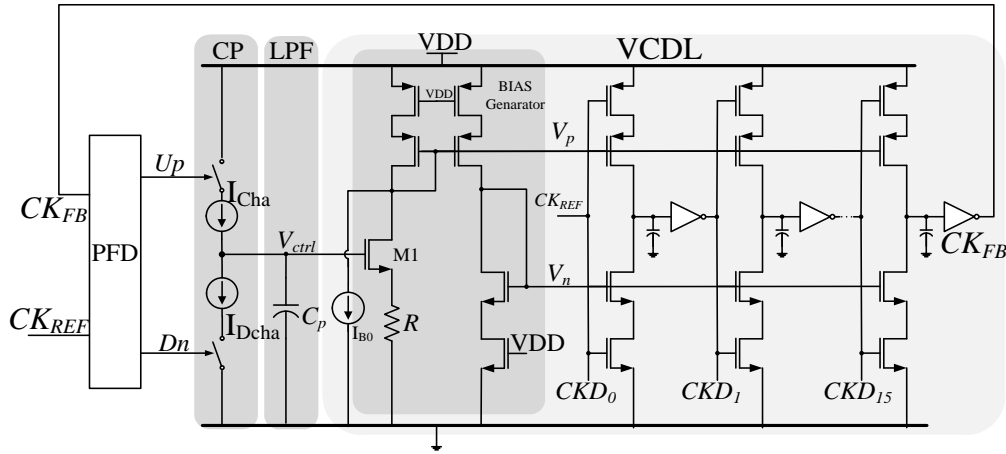 CP
LPF
VDD
VCDL
BIAS
Genarator
VDD
Up
V_p
I_Cha
CK_REF
CK_FB
PFD
V_ctrl
M1
CK_FB
V_n
I_Dcha
C_p
I_B0
R
CK_REF
Dn
VDD
CKD_0
CKD_1
CKD_15